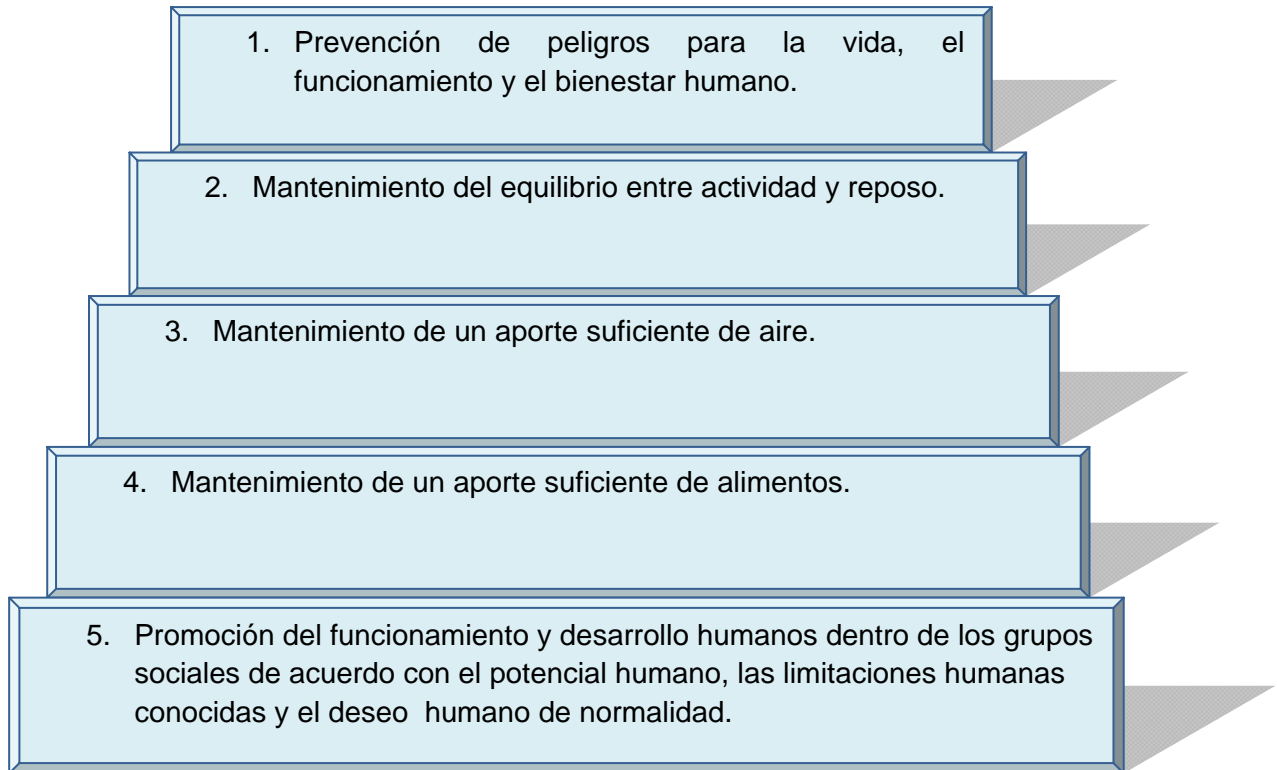 1. Prevención de peligros para la vida, el
funcionamiento y el bienestar humano.
2. Mantenimiento del equilibrio entre actividad y reposo.
3. Mantenimiento de un aporte suficiente de aire.
4. Mantenimiento de un aporte suficiente de alimentos.
5. Promoción del funcionamiento y desarrollo humanos dentro de los grupos
sociales de acuerdo con el potencial humano, las limitaciones humanas
conocidas y el deseo humano de normalidad.